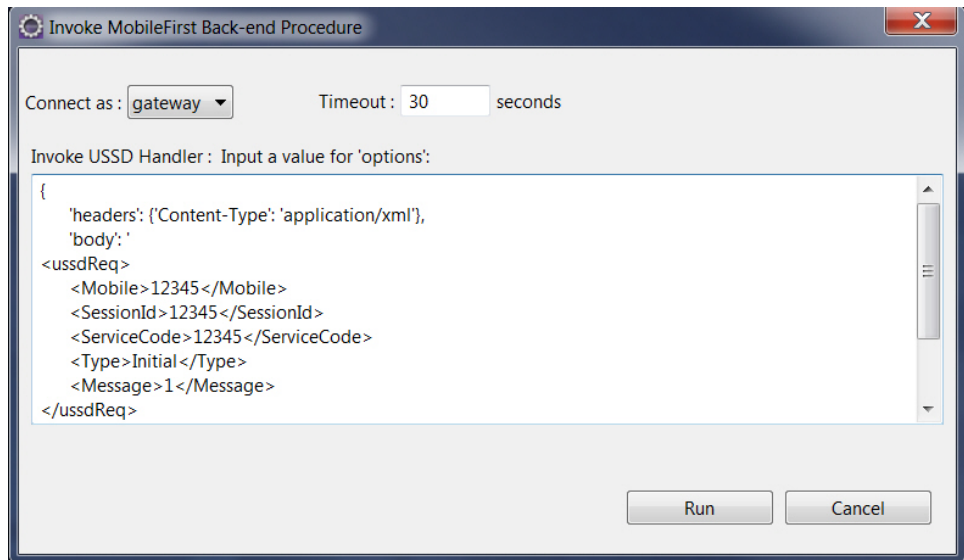 Invoke MobileFirst Back-end Procedure
Connect as : gateway Timeout : 30 seconds
Invoke USSD Handler : Input a value for 'options':
{
'headers': {'Content-Type': 'application/xml'},
'body': '
<ussdReq>
<Mobile>12345</Mobile>
<SessionId>12345</SessionId>
<ServiceCode>12345</ServiceCode>
<Type>Initial</Type>
<Message>1</Message>
</ussdReq>
Run Cancel